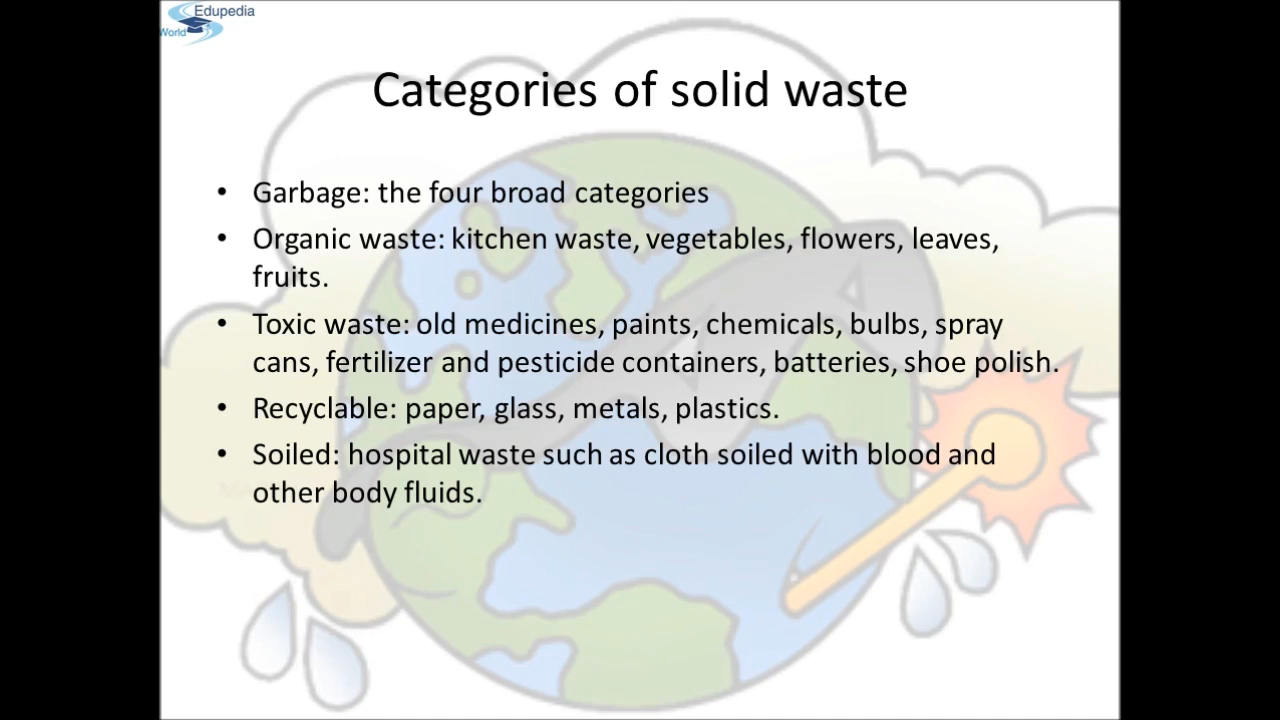 Edupedia
World
Categories of solid waste
• Garbage: the four broad categories
• Organic waste: kitchen waste, vegetables, flowers, leaves,
fruits.
• Toxic waste: old medicines, paints, chemicals, bulbs, spray
cans, fertilizer and pesticide containers, batteries, shoe polish.
• Recyclable: paper, glass, metals, plastics.
• Soiled: hospital waste such as cloth soiled with blood and
other body fluids.